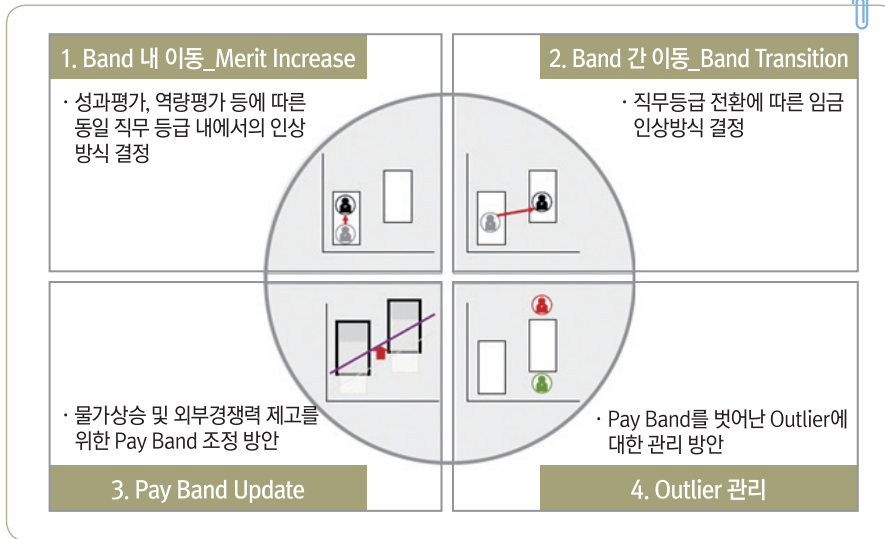 1. Band 내 이동_Merit Increase
· 성과평가, 역량평가 등에 따른
동일 직무 등급 내에서의 인상
방식 결정
2. Band 간 이동_Band Transition
· 직무등급 전환에 따른 임금
인상방식 결정
· 물가상승 및 외부경쟁력 제고를
위한 Pay Band 조정 방안
3. Pay Band Update
· Pay Band를 벗어난 Outlier에
대한 관리 방안
4. Outlier 관리